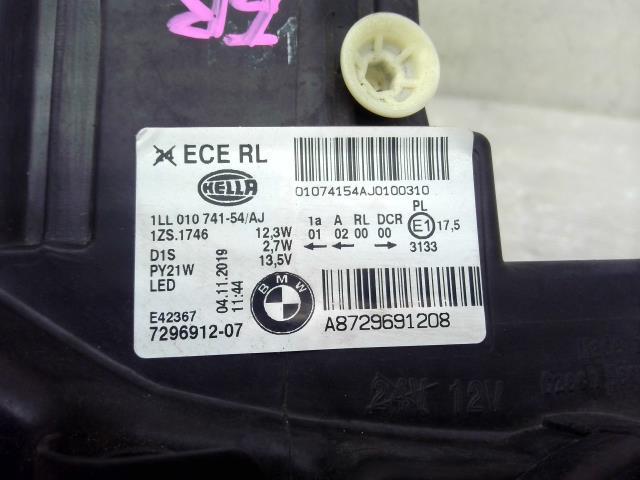 ECE RL
HELLA
01074154AJ0100310
1LL 010 741-54/AJ
1ZS.1746 12,3W
2,7W
13,5V
D1S
PY21W
LED
04.11.2019
11:44
1a A RL DCR PL
01 02 00 00 E1 17,5
← ← → 3133
BMW
E42367
7296912-07
A8729691208
24V 12V